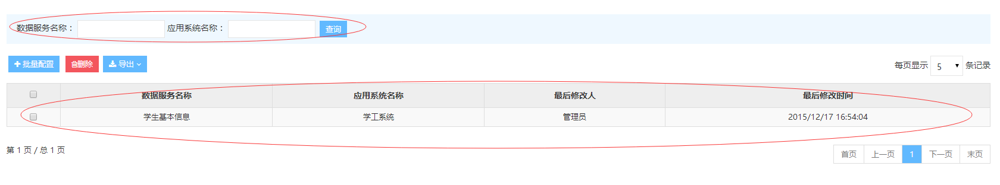 数据服务名称： 应用系统名称： 查询
批量配置 删除 导出 每页显示 5 条记录
数据服务名称 应用系统名称 最后修改人 最后修改时间
学生基本信息 学工系统 管理员 2015/12/17 16:54:04
第 1 页 / 总 1 页 首页 上一页 1 下一页 末页